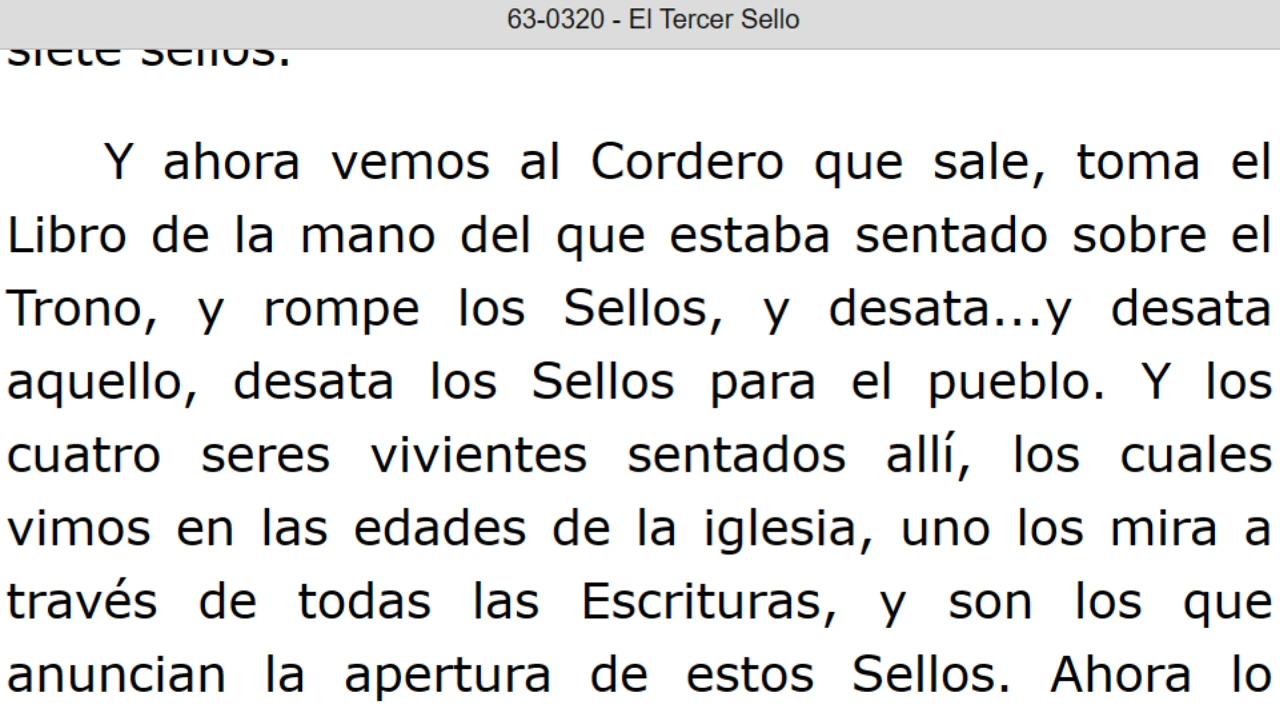 63-0320 - El Tercer Sello
siete sellos.
Y ahora vemos al Cordero que sale, toma el
Libro de la mano del que estaba sentado sobre el
Trono, y rompe los Sellos, y desata...y desata
aquello, desata los Sellos para el pueblo. Y los
cuatro seres vivientes sentados allí, los cuales
vimos en las edades de la iglesia, uno los mira a
través de todas las Escrituras, y son los que
anuncian la apertura de estos Sellos. Ahora lo